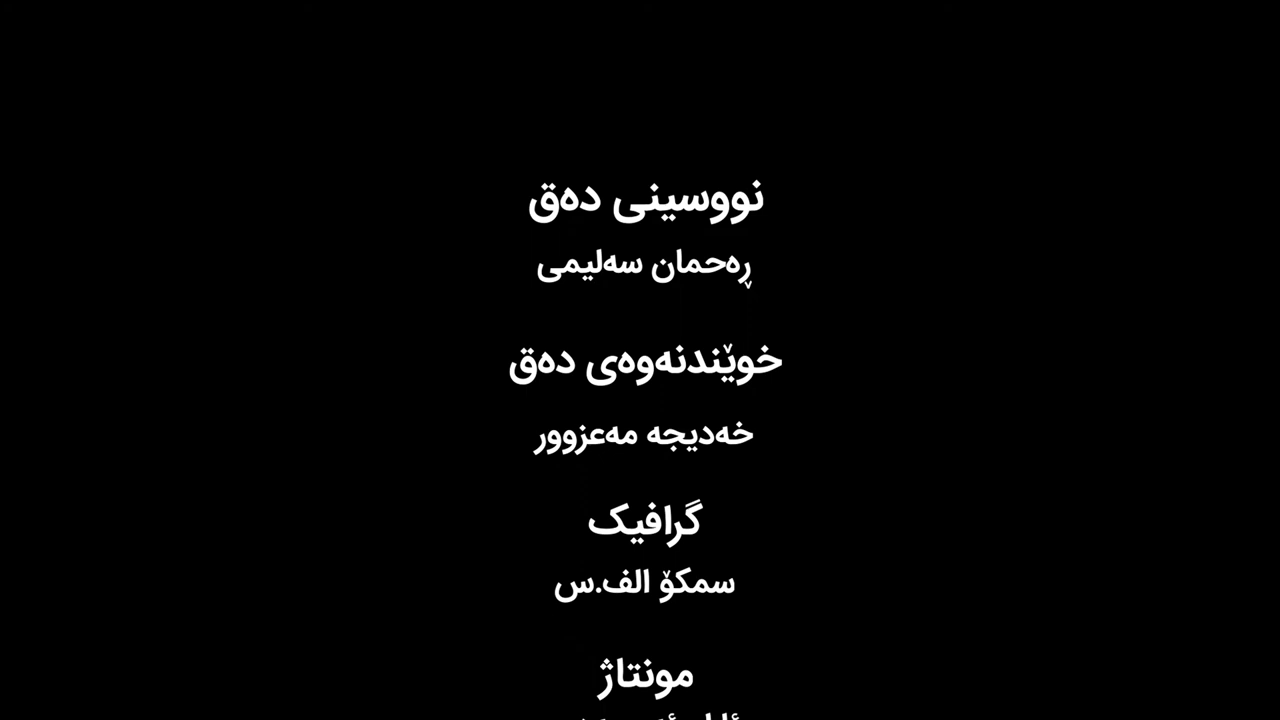 نووسینی دەق
ڕەحمان سەلیمی
خوێندنەوەی دەق
خەدیجە مەعزوور
گرافیک
سمکۆ الف.س
مونتاژ